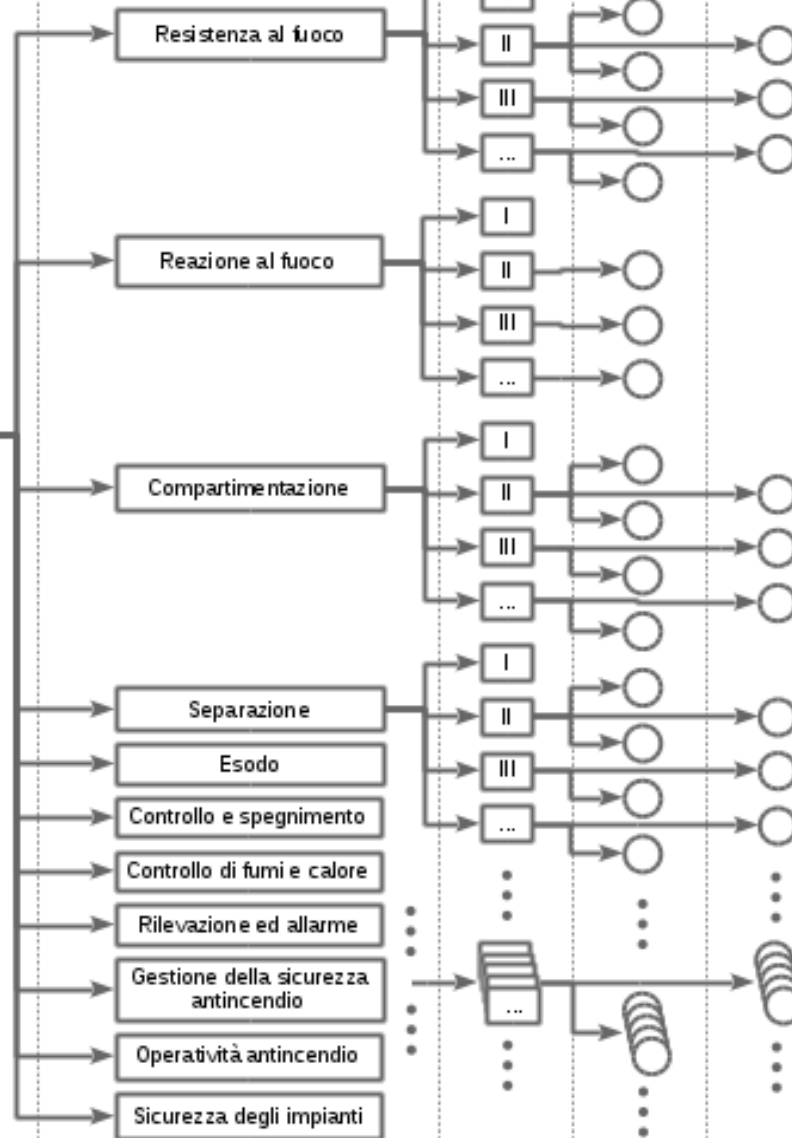 Resistenza al fuoco
II
III
...
Reazione al fuoco
I
II
III
...
Compartimentazione
I
II
III
...
Separazione
I
II
III
...
Esodo
Controllo e spegnimento
Controllo di fumi e calore
Rilevazione ed allarme
Gestione della sicurezza
antincendio
...
Operatività antincendio
Sicurezza degli impianti